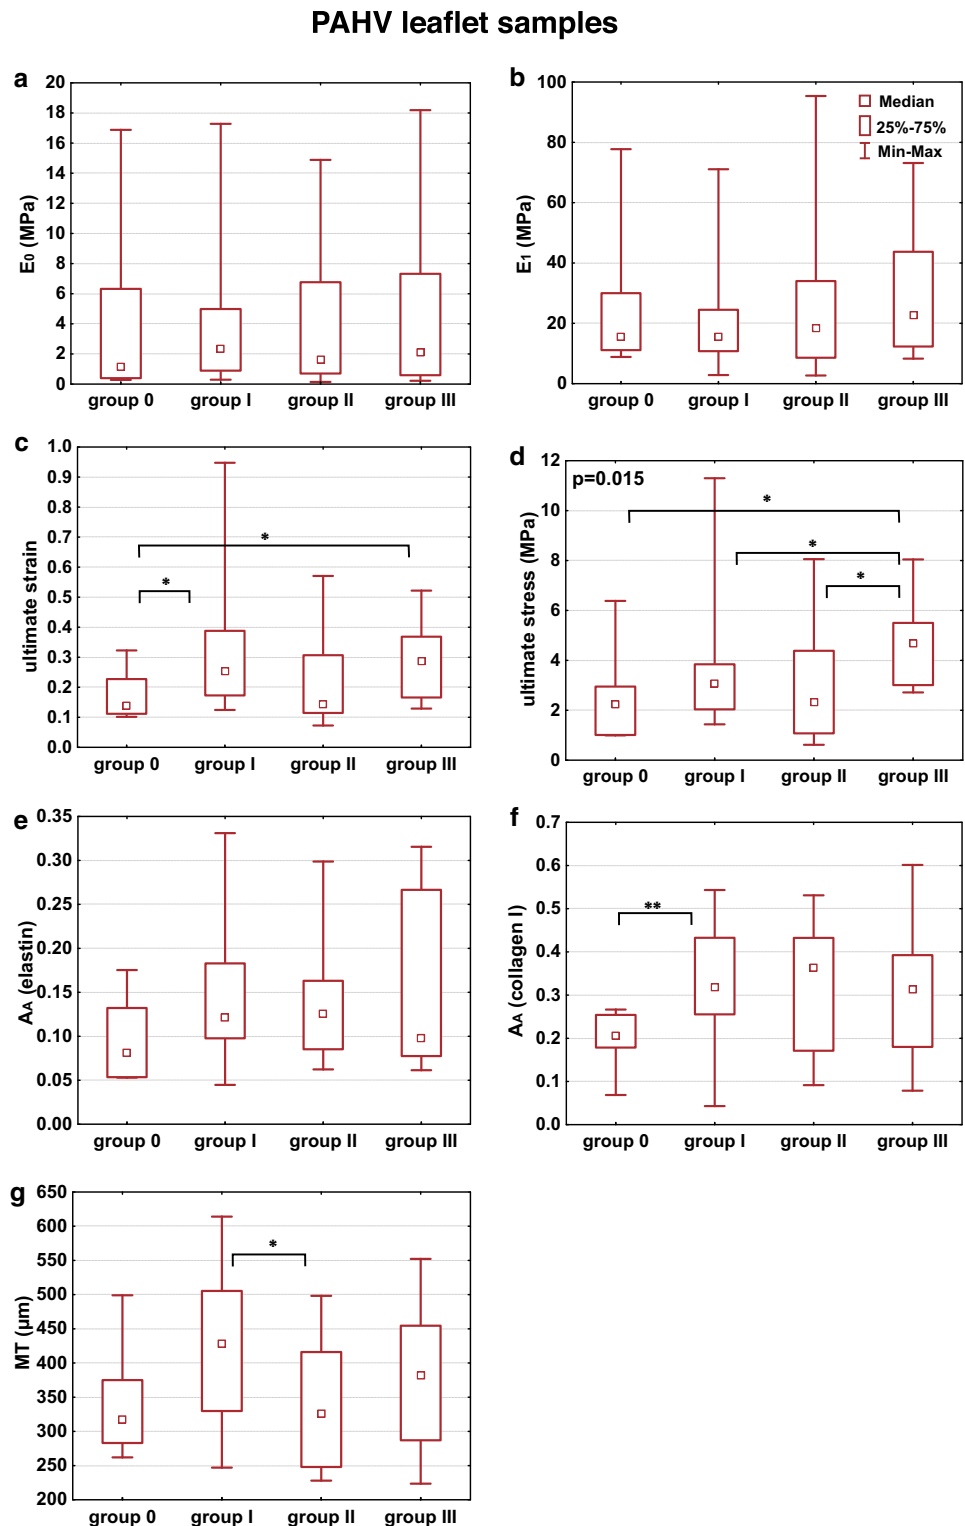 PAHV leaflet samples
a
E0 (MPa)
20
18
16
14
12
10
8
6
4
2
0
group 0 group I group II group III
b
E1 (MPa)
100
80
60
40
20
0
Median
25%-75%
Min-Max
group 0 group I group II group III
c
ultimate strain
1.0
0.9
0.8
0.7
0.6
0.5
0.4
0.3
0.2
0.1
0.0
*
*
group 0 group I group II group III
d
ultimate stress (MPa)
12
10
8
6
4
2
0
p=0.015
*
*
*
group 0 group I group II group III
e
AA (elastin)
0.35
0.30
0.25
0.20
0.15
0.10
0.05
0.00
group 0 group I group II group III
f
AA (collagen I)
0.7
0.6
0.5
0.4
0.3
0.2
0.1
0.0
**
group 0 group I group II group III
g
MT (µm)
650
600
550
500
450
400
350
300
250
200
*
group 0 group I group II group III